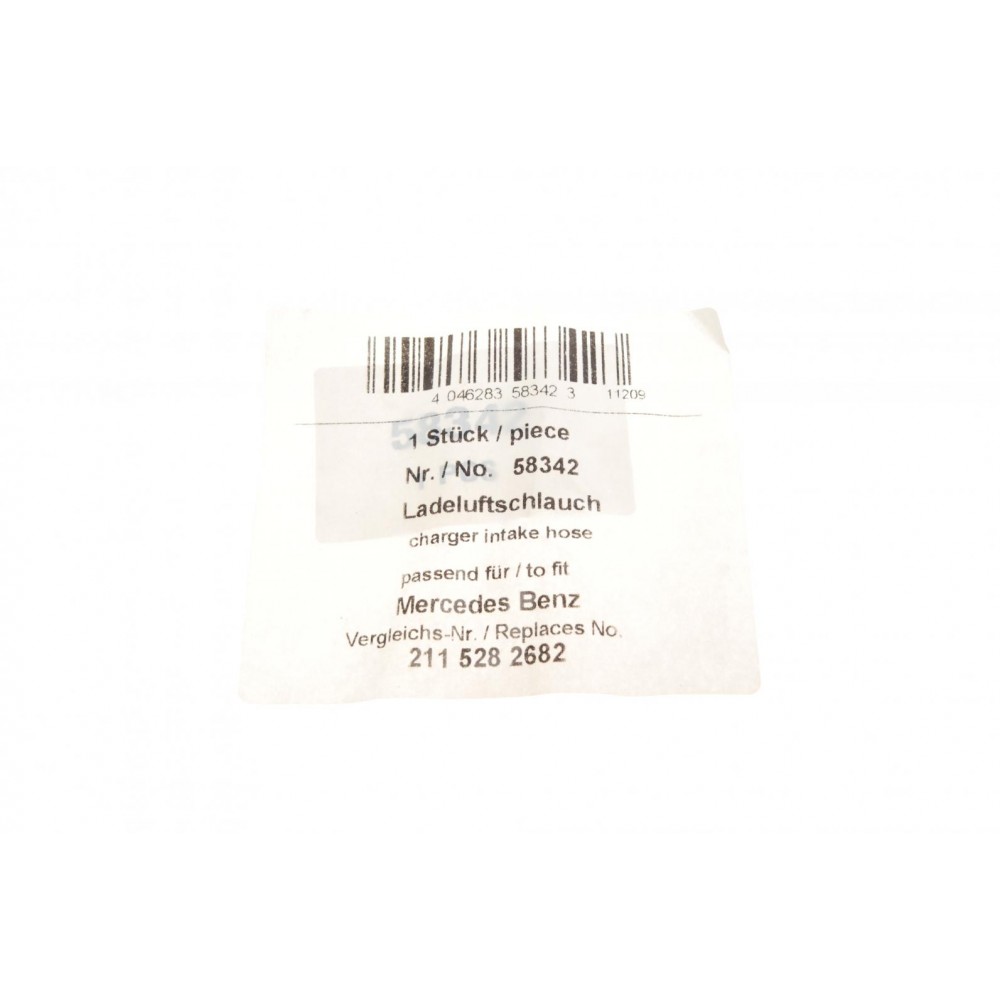 4 046283 58342 3 11209
58342
1 Stück / piece
Nr. / No. 58342
Ladeluftschlauch
charger intake hose
passend für / to fit
Mercedes Benz
Vergleichs-Nr. / Replaces No.
211 528 2682